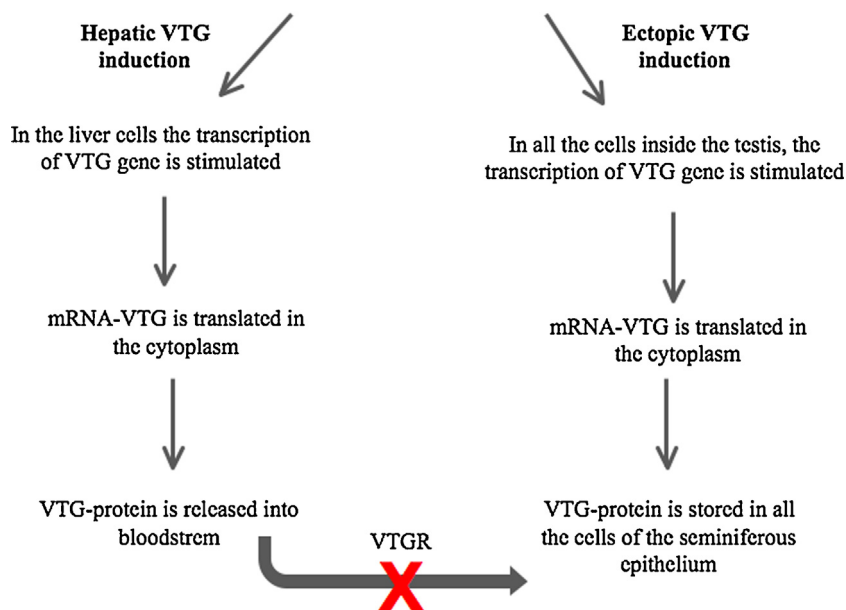 Hepatic VTG
induction
In the liver cells the transcription
of VTG gene is stimulated
mRNA-VTG is translated in
the cytoplasm
VTG-protein is released into
bloodstrem
VTGR
X
Ectopic VTG
induction
In all the cells inside the testis, the
transcription of VTG gene is stimulated
mRNA-VTG is translated in
the cytoplasm
VTG-protein is stored in all
the cells of the seminiferous
epithelium